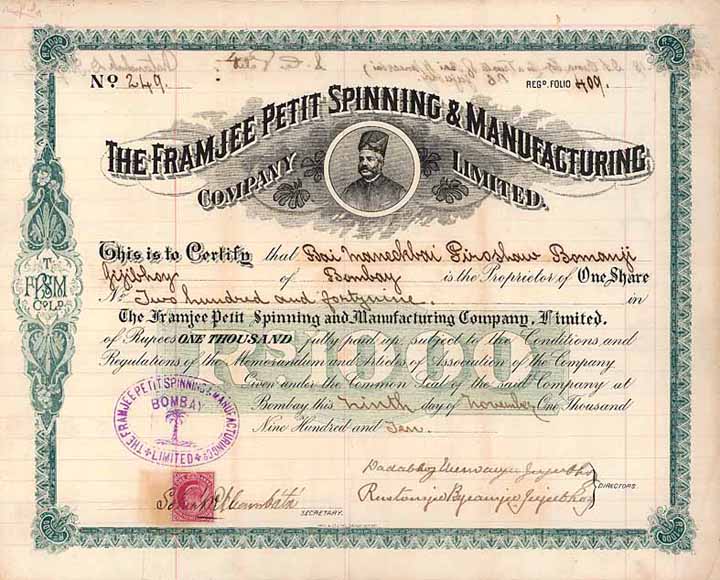 No 249.
REGD. FOLIO 409.
THE FRAMJEE PETIT SPINNING & MANUFACTURING
COMPANY LIMITED.
This is to Certify that Bai Maneckbai Piroshaw Bomanji
Jijibhoy of Bombay is the Proprietor of One Share
No Two hundred and fortynine. in
The Framjee Petit Spinning and Manufacturing Company, Limited.
of Rupees ONE THOUSAND fully paid up, subject to the Conditions and
Regulations of the Memorandum and Articles of Association of the Company.
Given under the Common Seal of the said Company at
Bombay this Ninth day of November One Thousand
Nine Hundred and Ten.
RS1000
T
FPSM
Co LD
THE FRAMJEE PETIT SPINNING & MANUFACTURING CO
BOMBAY
LIMITED
Jejeebhoy
Rustomjee Byramjee Jejeebhoy
DIRECTORS.
SECRETARY.